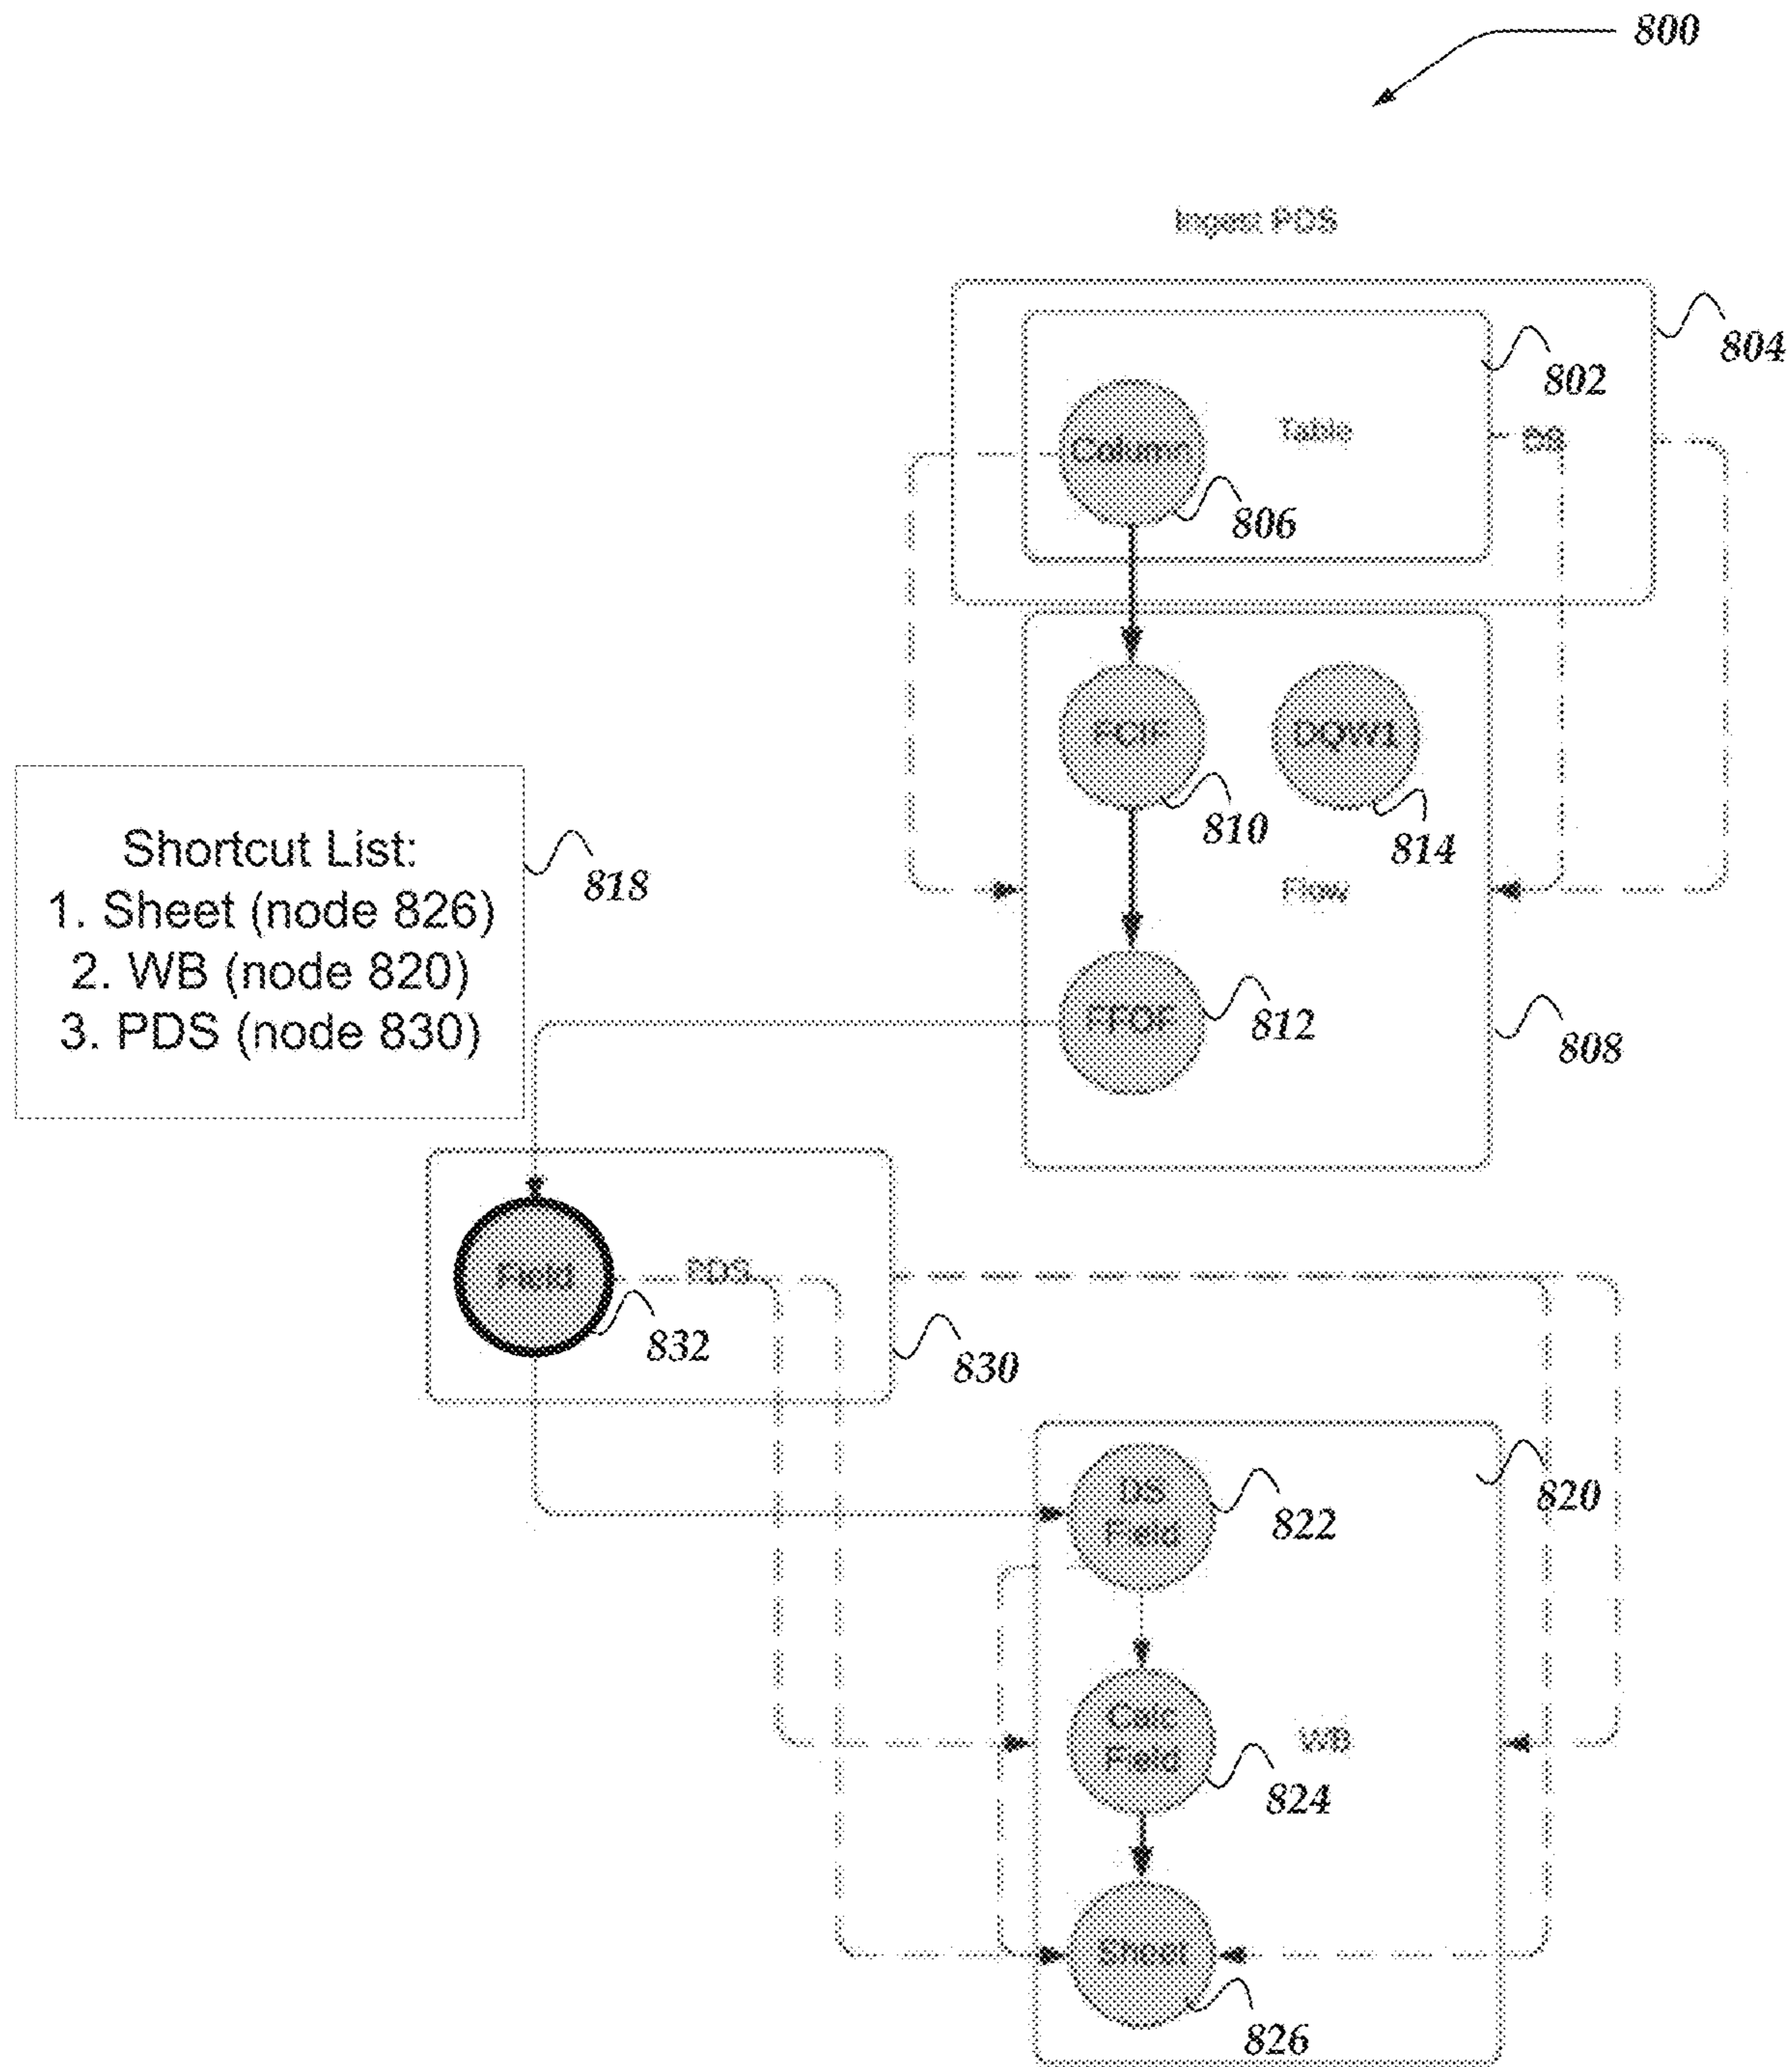 800
Ingest PDS
804
802
Column
Table
DB
806
FCIF
DQW1
810
814
Shortcut List:
1. Sheet (node 826)
2. WB (node 820)
3. PDS (node 830)
818
Flow
812
808
Field
PDS
832
830
DS
Field
822
820
Calc
Field
WB
824
Sheet
826